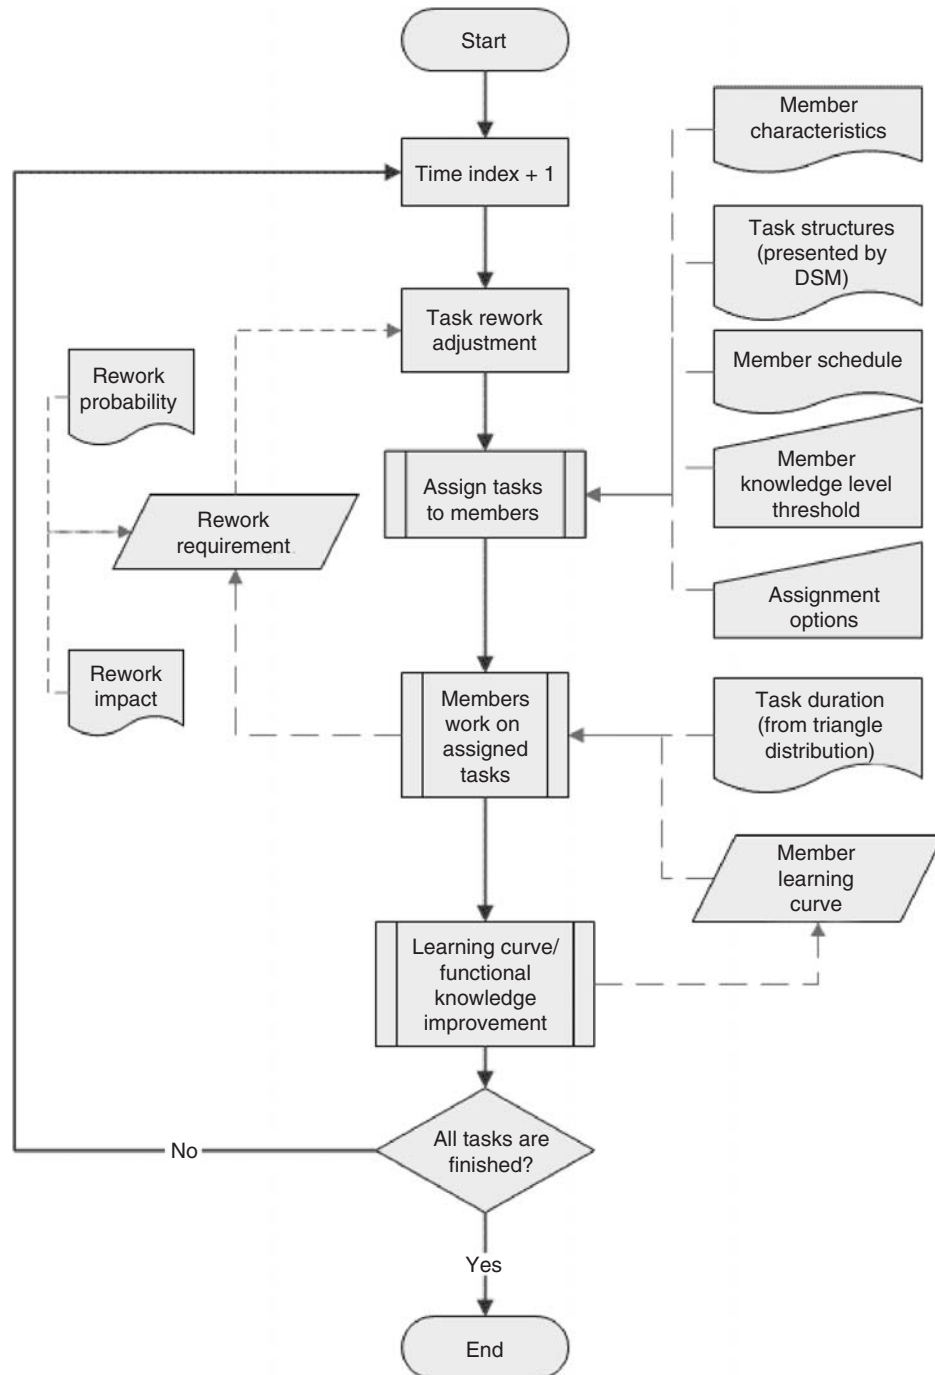 Start
Member
characteristics
Time index + 1
Task structures
(presented by
DSM)
Task rework
adjustment
Member schedule
Rework
probability
Member
knowledge level
threshold
Assign tasks
to members
Rework
requirement
Assignment
options
Rework
impact
Members
work on
assigned
tasks
Task duration
(from triangle
distribution)
Member
learning
curve
Learning curve/
functional
knowledge
improvement
All tasks are
finished?
No
Yes
End